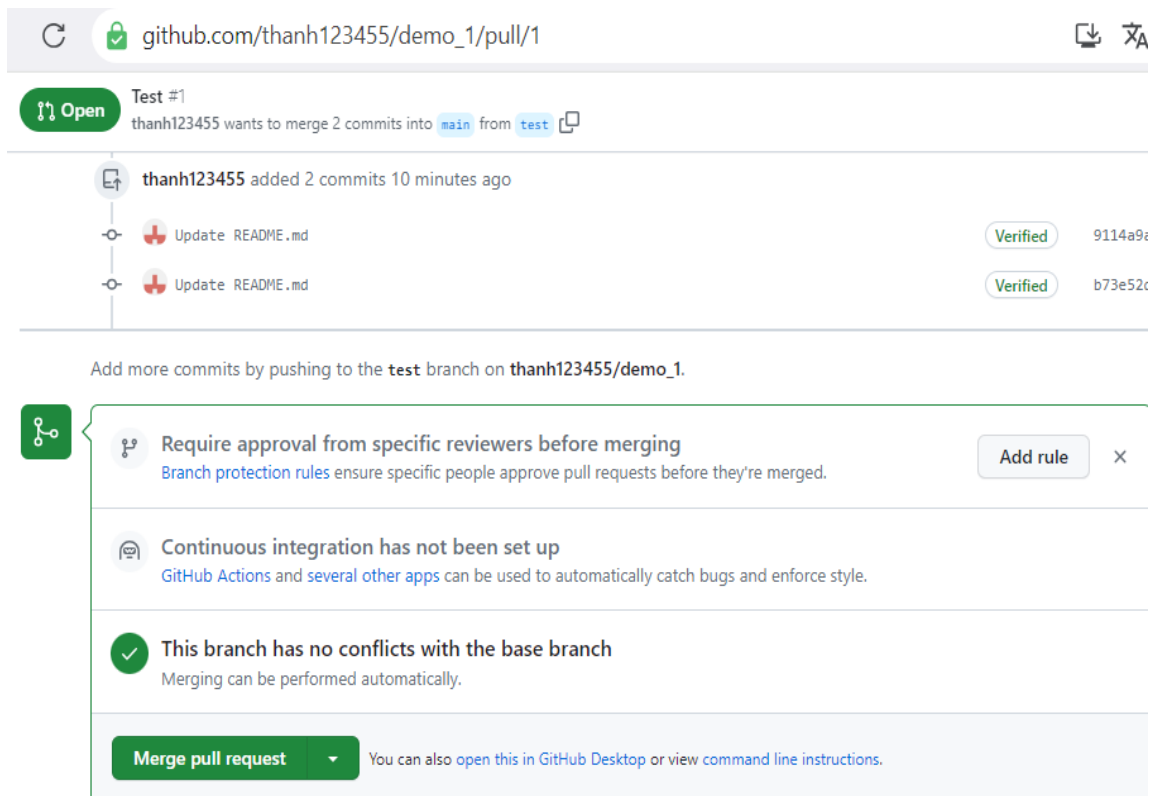 github.com/thanh123455/demo_1/pull/1
Open
Test #1
thanh123455 wants to merge 2 commits into main from test
thanh123455 added 2 commits 10 minutes ago
Update README.md Verified 9114a9a
Update README.md Verified b73e52c
Add more commits by pushing to the test branch on thanh123455/demo_1.
Require approval from specific reviewers before merging
Branch protection rules ensure specific people approve pull requests before they're merged.
Add rule
Continuous integration has not been set up
GitHub Actions and several other apps can be used to automatically catch bugs and enforce style.
This branch has no conflicts with the base branch
Merging can be performed automatically.
Merge pull request
You can also open this in GitHub Desktop or view command line instructions.